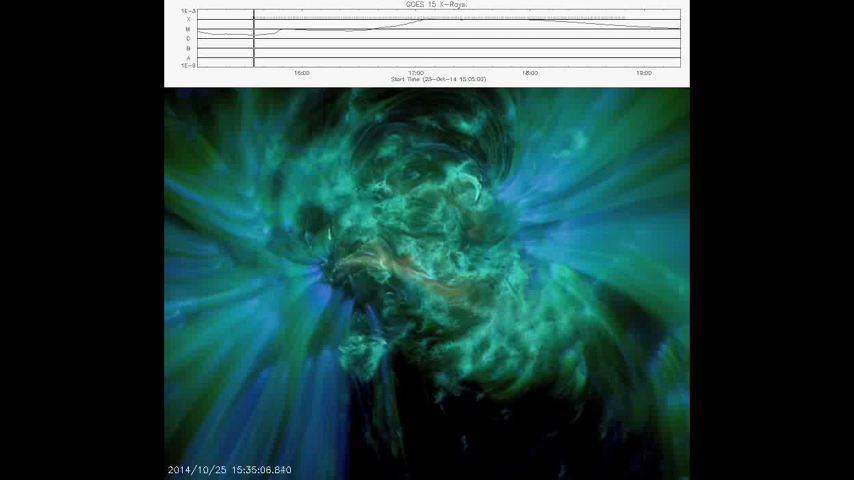 GOES 15 X-Rays:
1E-3
X
M
C
B
A
1E-9
16:00 17:00 18:00 19:00
Start Time (25-Oct-14 15:05:00)
2014/10/25 15:35:06.840